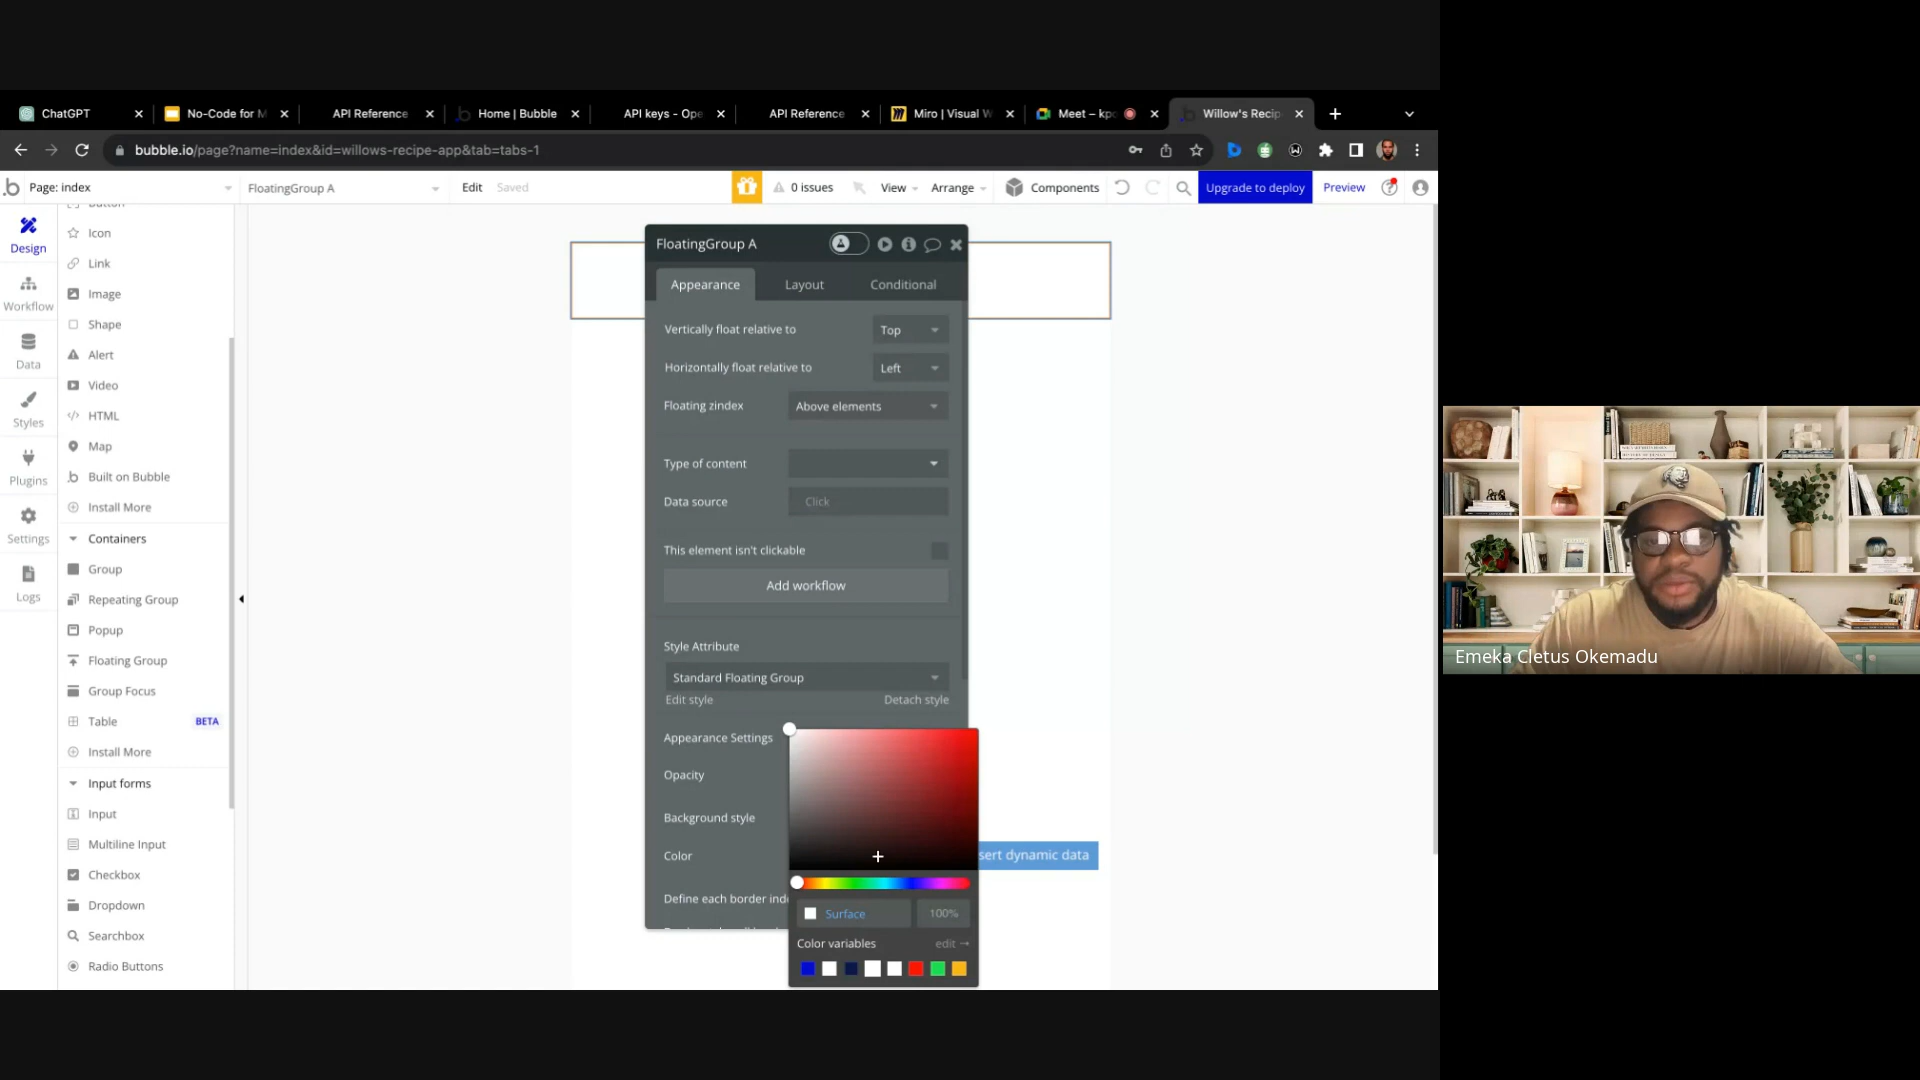 ChatGPT
No-Code for M
API Reference
Home | Bubble
API keys - Ope
API Reference
Miro | Visual W
Meet – kpc
Willow's Recip
bubble.io/page?name=index&id=willows-recipe-app&tab=tabs-1
Page: index
FloatingGroup A
Edit
Saved
0 issues
View
Arrange
Components
Upgrade to deploy
Preview
Design
Workflow
Data
Styles
Plugins
Settings
Logs
Button
Icon
Link
Image
Shape
Alert
Video
HTML
Map
Built on Bubble
Install More
Containers
Group
Repeating Group
Popup
Floating Group
Group Focus
Table
BETA
Install More
Input forms
Input
Multiline Input
Checkbox
Dropdown
Searchbox
Radio Buttons
FloatingGroup A
Appearance
Layout
Conditional
Vertically float relative to
Top
Horizontally float relative to
Left
Floating zindex
Above elements
Type of content
Data source
Click
This element isn't clickable
Add workflow
Style Attribute
Standard Floating Group
Edit style
Detach style
Appearance Settings
Opacity
Background style
Color
sert dynamic data
Define each border inde
Surface
100%
Color variables
edit →
Emeka Cletus Okemadu